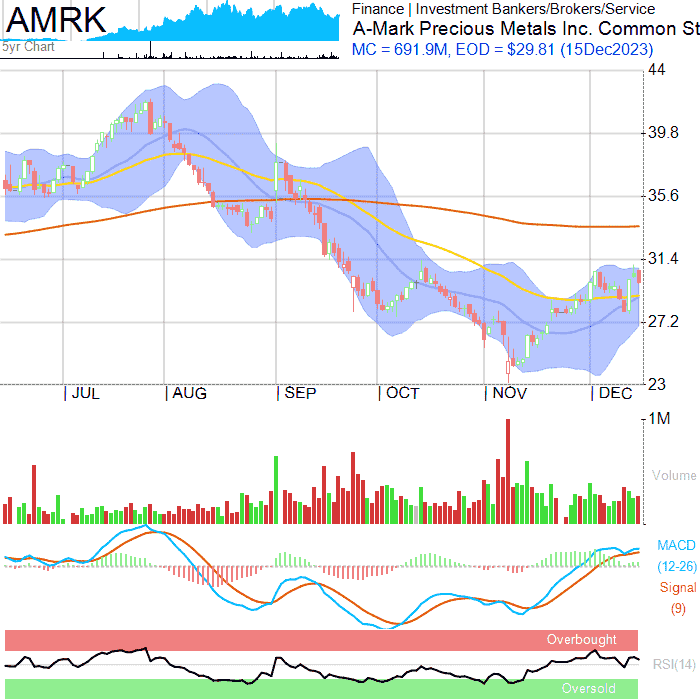 AMRK
5yr Chart
Finance | Investment Bankers/Brokers/Service
A-Mark Precious Metals Inc. Common St
MC = 691.9M, EOD = $29.81 (15Dec2023)
44
39.8
35.6
31.4
27.2
23
JUL AUG SEP OCT NOV DEC
1M
Volume
MACD
(12-26)
Signal
(9)
Overbought
RSI(14)
Oversold